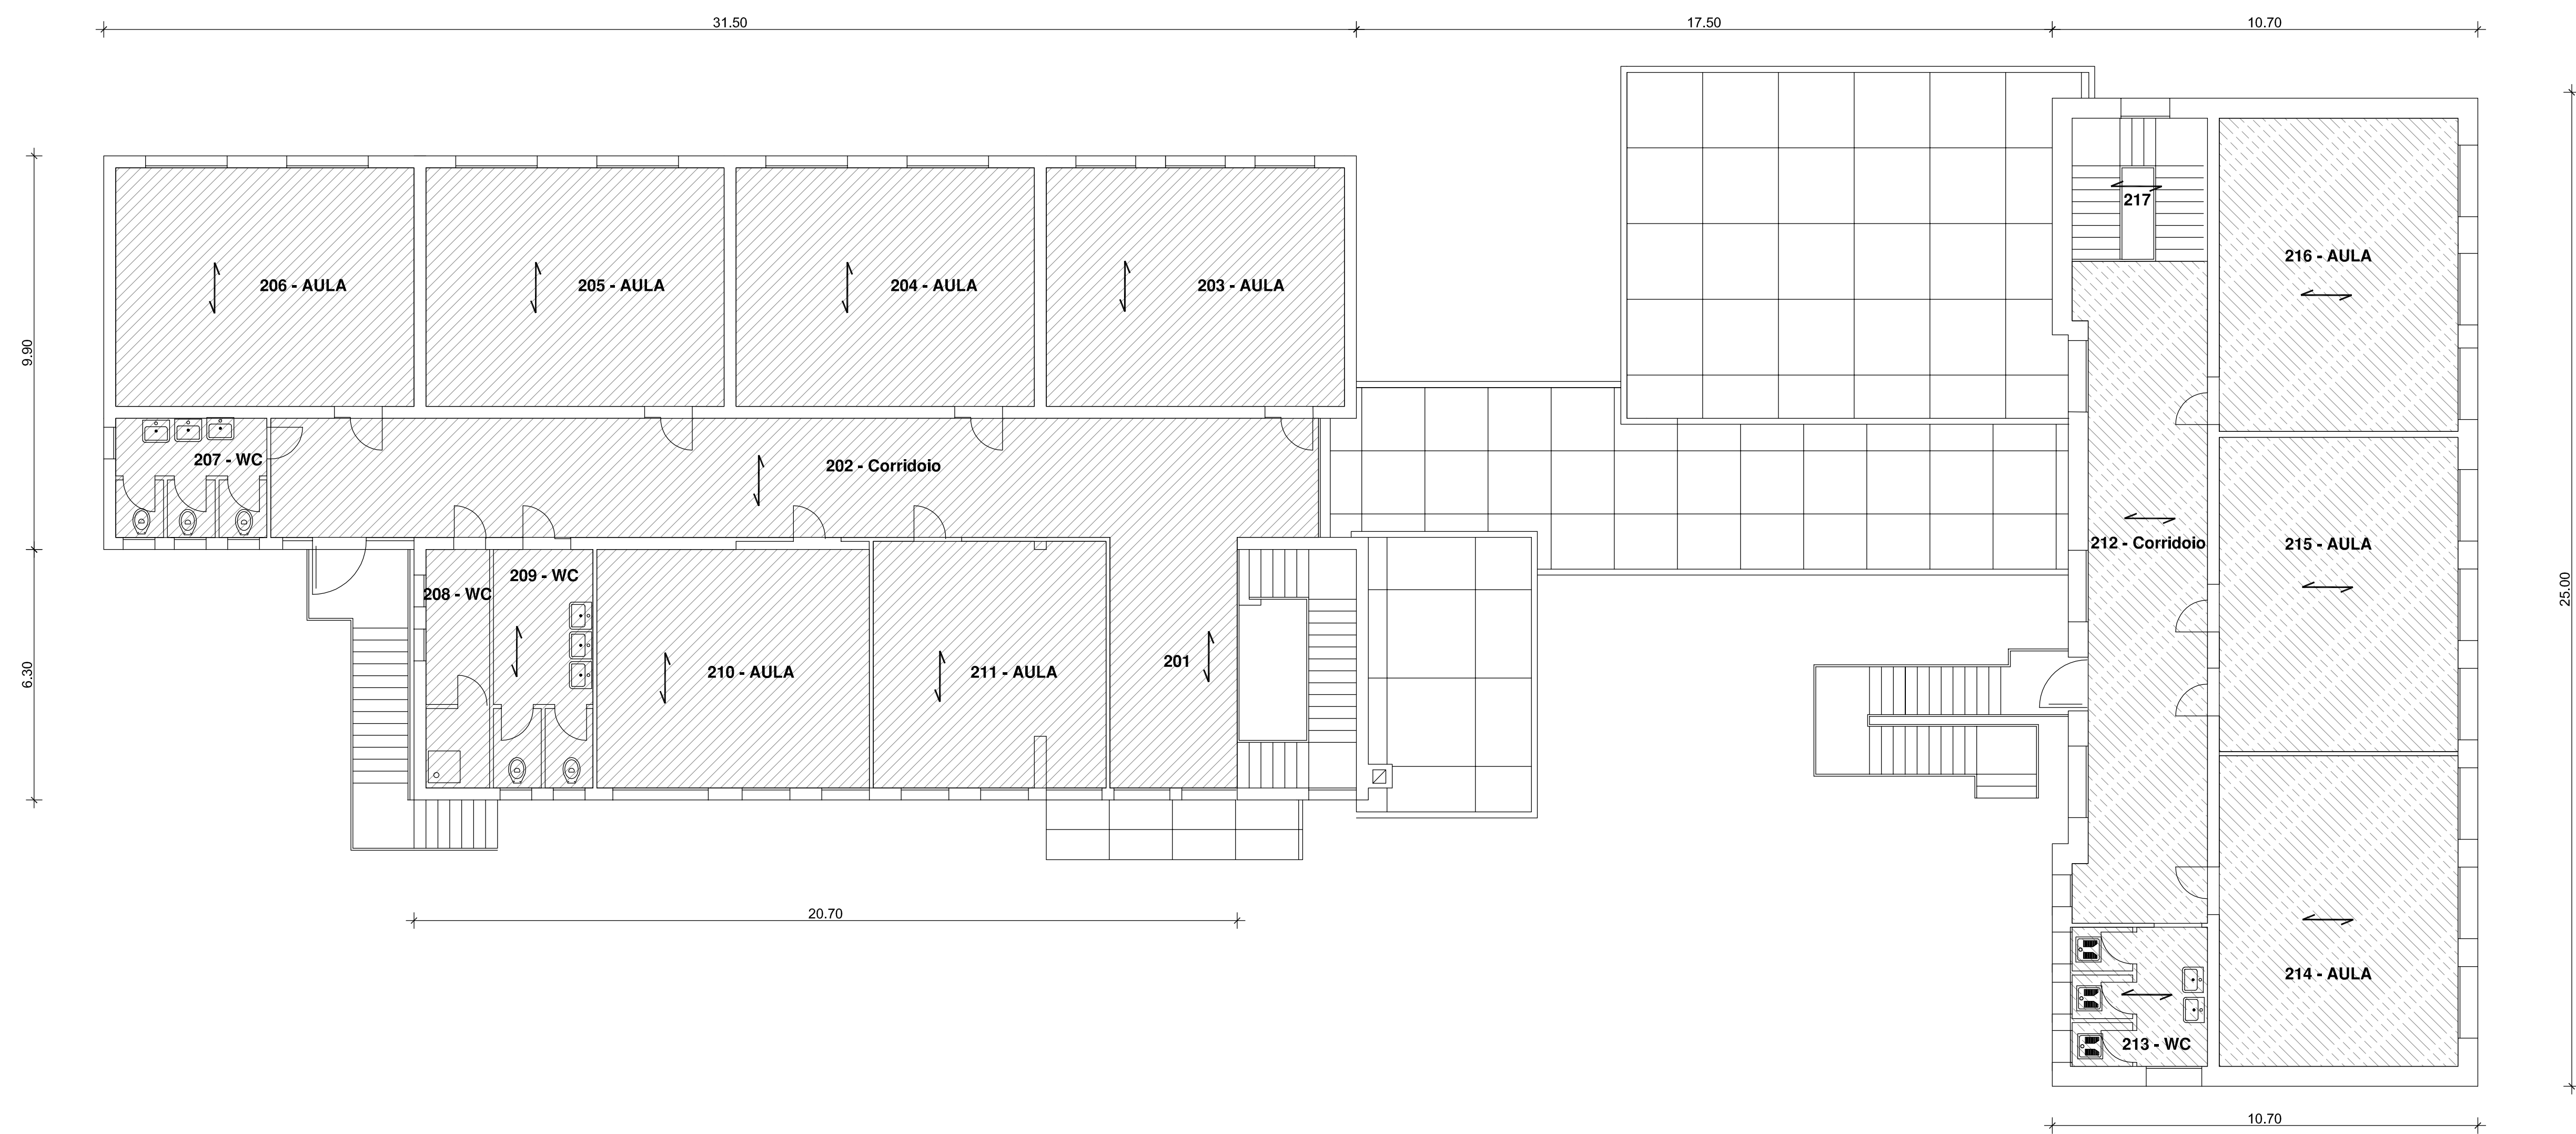 31.50
17.50
10.70
217
216 - AULA
206 - AULA
205 - AULA
204 - AULA
203 - AULA
9.90
207 - WC
202 - Corridoio
212 - Corridoio
215 - AULA
209 - WC
208 - WC
25.00
201
210 - AULA
211 - AULA
6.30
20.70
214 - AULA
213 - WC
10.70